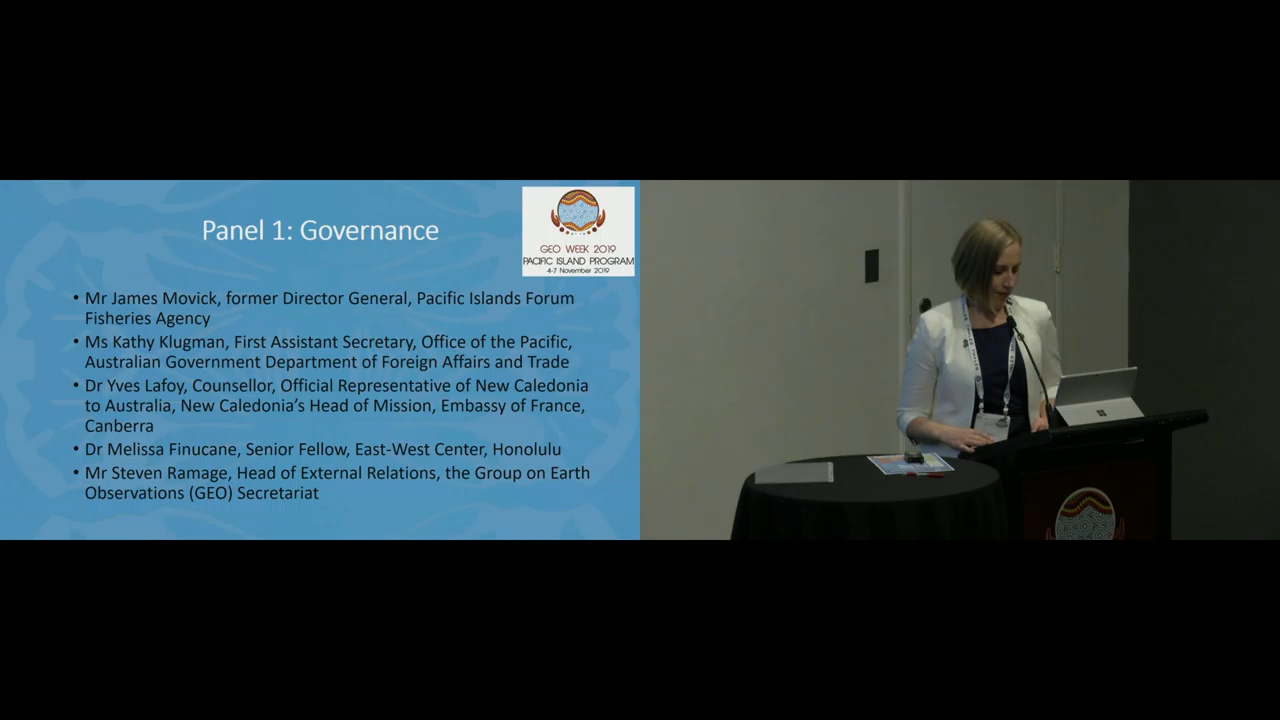 Panel 1: Governance
GEO WEEK 2019
PACIFIC ISLAND PROGRAM
4-7 November 2019
• Mr James Movick, former Director General, Pacific Islands Forum
Fisheries Agency
• Ms Kathy Klugman, First Assistant Secretary, Office of the Pacific,
Australian Government Department of Foreign Affairs and Trade
• Dr Yves Lafoy, Counsellor, Official Representative of New Caledonia
to Australia, New Caledonia's Head of Mission, Embassy of France,
Canberra
• Dr Melissa Finucane, Senior Fellow, East-West Center, Honolulu
• Mr Steven Ramage, Head of External Relations, the Group on Earth
Observations (GEO) Secretariat